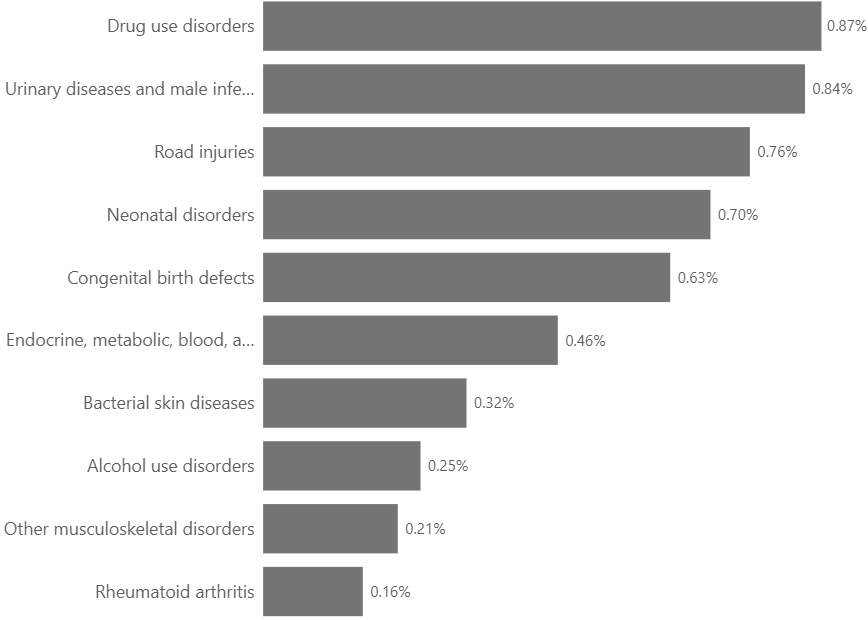 Drug use disorders 0.87%
Urinary diseases and male infe... 0.84%
Road injuries 0.76%
Neonatal disorders 0.70%
Congenital birth defects 0.63%
Endocrine, metabolic, blood, a... 0.46%
Bacterial skin diseases 0.32%
Alcohol use disorders 0.25%
Other musculoskeletal disorders 0.21%
Rheumatoid arthritis 0.16%